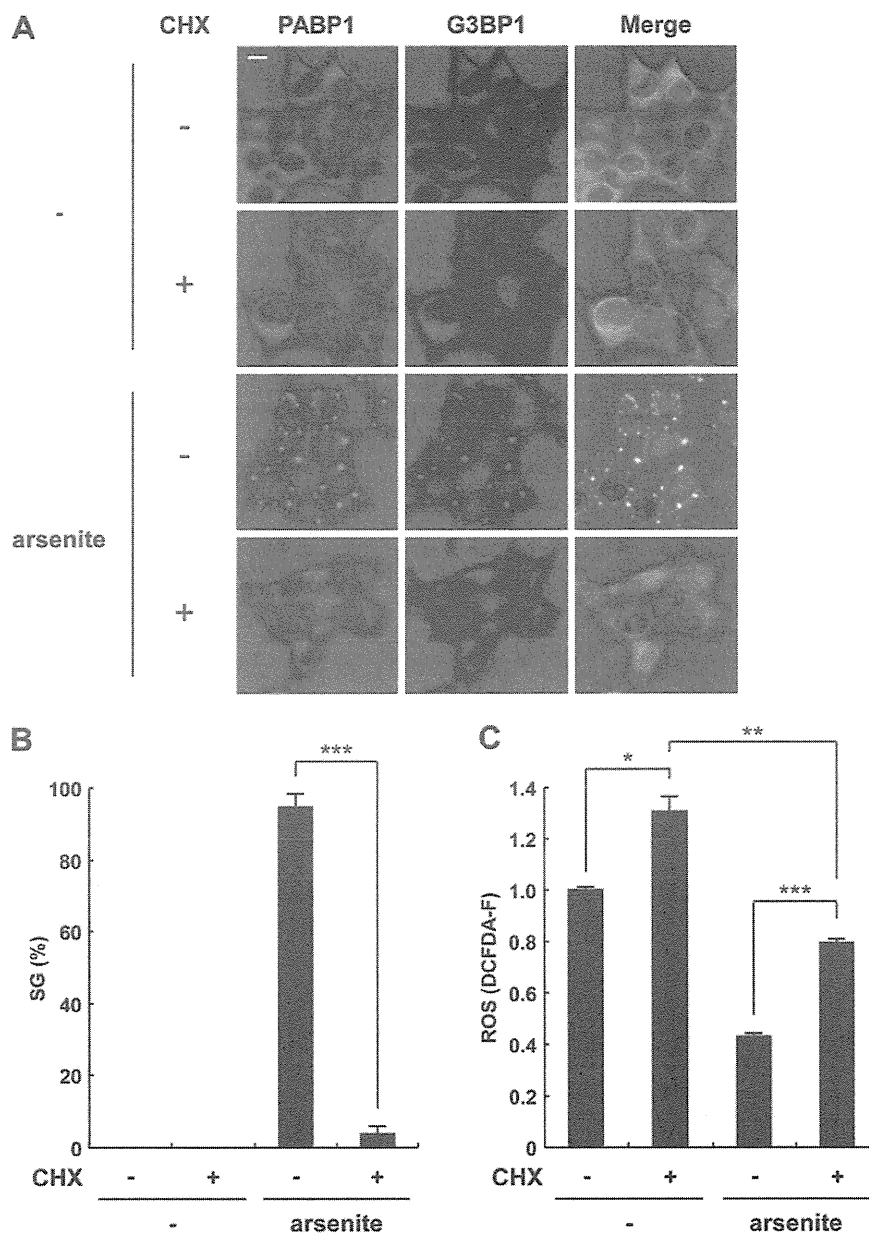 A
CHX PABP1 G3BP1 Merge
-
-
+
arsenite
-
+
B
***
100
80
60
40
20
0
SG (%)
CHX - + - +
- arsenite
C
**
*
***
1.4
1.2
1.0
0.8
0.6
0.4
0.2
0
ROS (DCFDA-F)
CHX - + - +
- arsenite